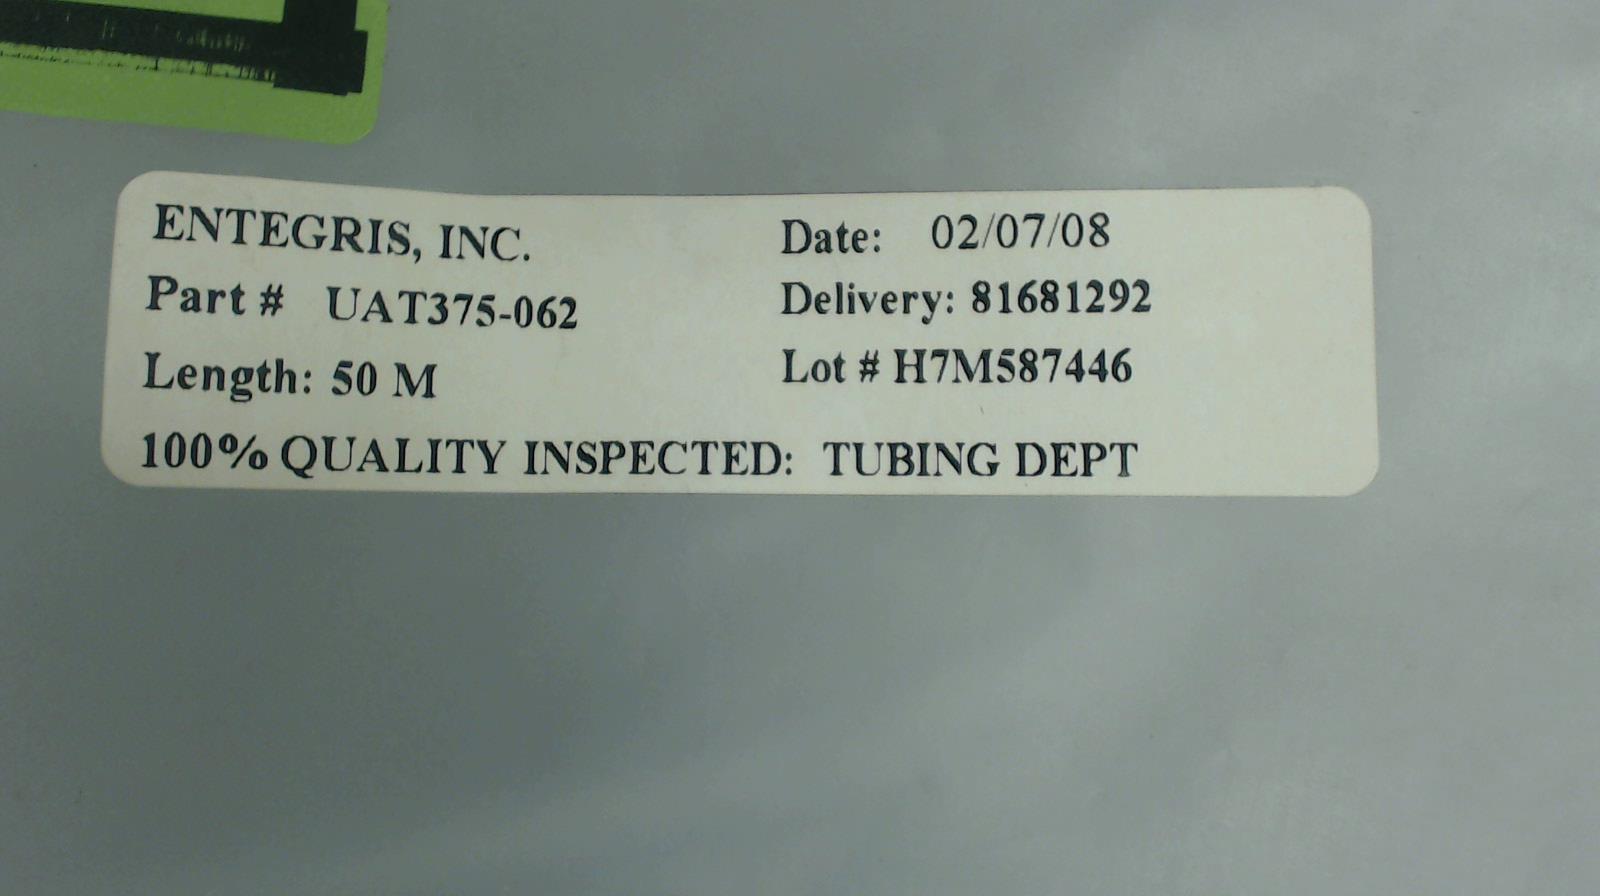 ENTEGRIS, INC.
Date: 02/07/08
Part # UAT375-062
Delivery: 81681292
Length: 50 M
Lot # H7M587446
100% QUALITY INSPECTED: TUBING DEPT